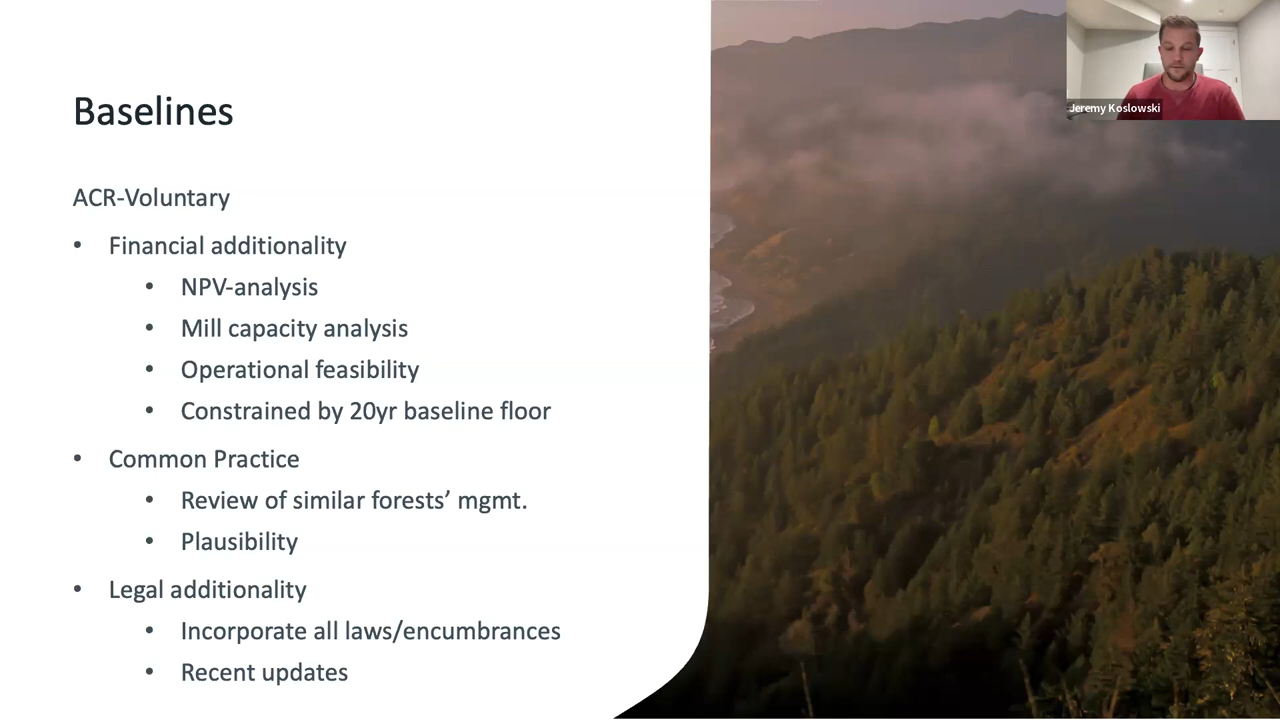 Baselines
ACR-Voluntary
• Financial additionality
• NPV-analysis
• Mill capacity analysis
• Operational feasibility
• Constrained by 20yr baseline floor
• Common Practice
• Review of similar forests’ mgmt.
• Plausibility
• Legal additionality
• Incorporate all laws/encumbrances
• Recent updates
Jeremy Koslowski